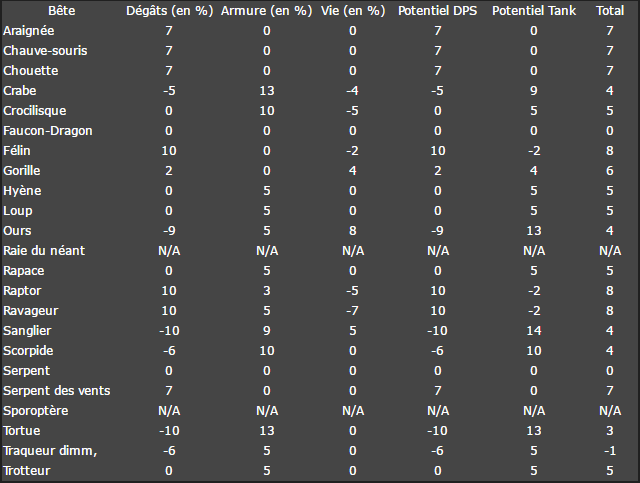 Bête Dégâts (en %) Armure (en %) Vie (en %) Potentiel DPS Potentiel Tank Total
Araignée 7 0 0 7 0 7
Chauve-souris 7 0 0 7 0 7
Chouette 7 0 0 7 0 7
Crabe -5 13 -4 -5 9 4
Crocilisque 0 10 -5 0 5 5
Faucon-Dragon 0 0 0 0 0 0
Félin 10 0 -2 10 -2 8
Gorille 2 0 4 2 4 6
Hyène 0 5 0 0 5 5
Loup 0 5 0 0 5 5
Ours -9 5 8 -9 13 4
Raie du néant N/A N/A N/A N/A N/A N/A
Rapace 0 5 0 0 5 5
Raptor 10 3 -5 10 -2 8
Ravageur 10 5 -7 10 -2 8
Sanglier -10 9 5 -10 14 4
Scorpide -6 10 0 -6 10 4
Serpent 0 0 0 0 0 0
Serpent des vents 7 0 0 7 0 7
Sporoptère N/A N/A N/A N/A N/A N/A
Tortue -10 13 0 -10 13 3
Traqueur dimm, -6 5 0 -6 5 -1
Trotteur 0 5 0 0 5 5